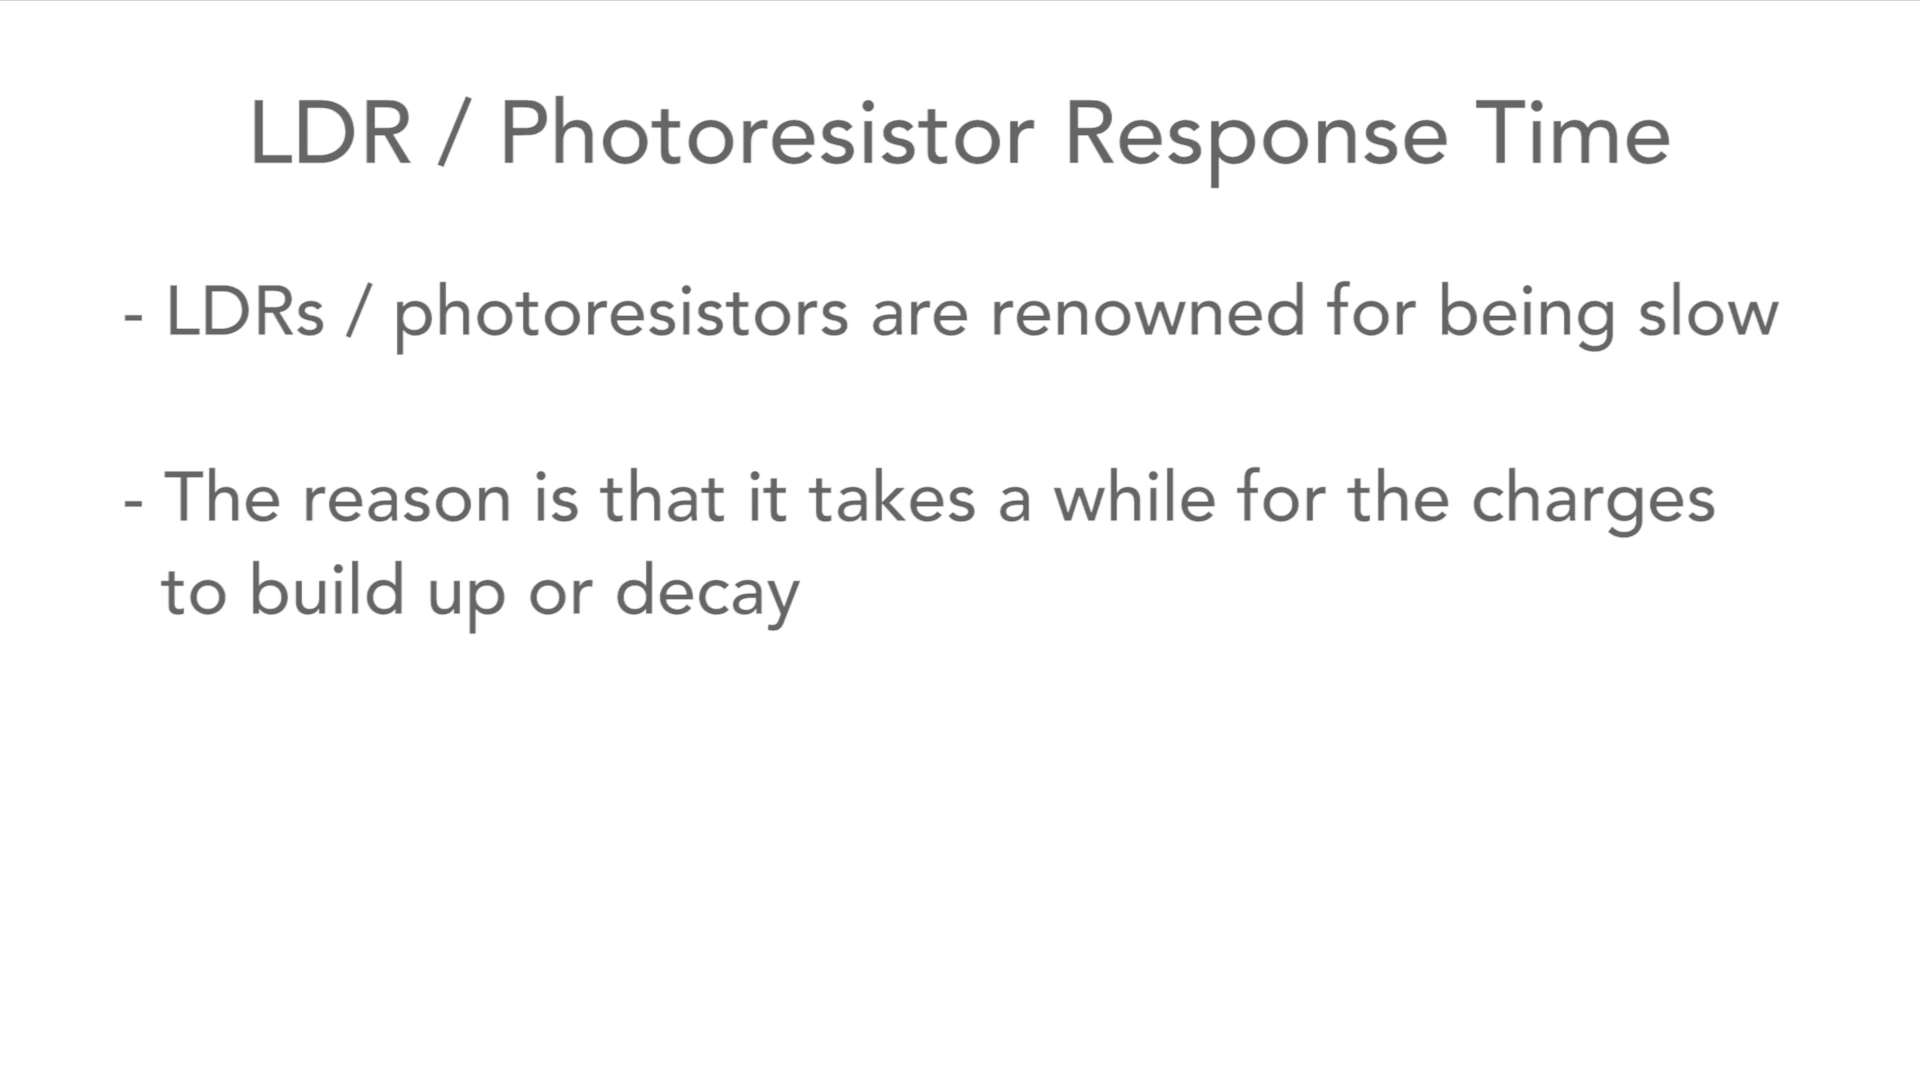 LDR / Photoresistor Response Time
- LDRs / photoresistors are renowned for being slow
- The reason is that it takes a while for the charges
to build up or decay